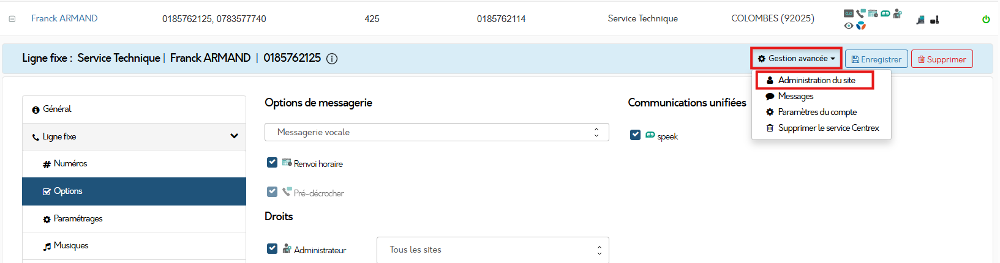 Franck ARMAND 0185762125, 0783577740 425 0185762114 Service Technique COLOMBES (92025)
Ligne fixe : Service Technique | Franck ARMAND | 0185762125
Gestion avancée
Enregistrer
Supprimer
Administration du site
Messages
Paramètres du compte
Supprimer le service Centrex
Général
Ligne fixe
Numéros
Options
Paramétrages
Musiques
Options de messagerie
Messagerie vocale
Renvoi horaire
Pré-décrocher
Droits
Administrateur
Tous les sites
Communications unifiées
speek